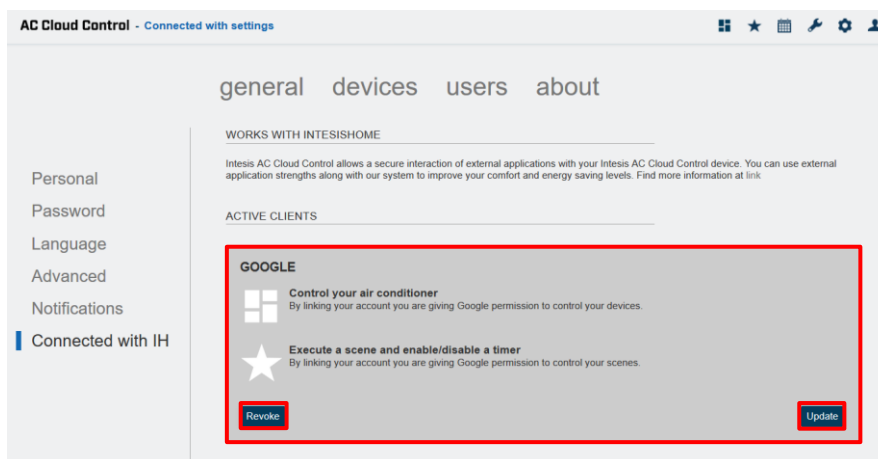 AC Cloud Control - Connected with settings
general devices users about
WORKS WITH INTESISHOME
Intesis AC Cloud Control allows a secure interaction of external applications with your Intesis AC Cloud Control device. You can use external
application strengths along with our system to improve your comfort and energy saving levels. Find more information at link
Personal
Password
Language
Advanced
Notifications
Connected with IH
ACTIVE CLIENTS
GOOGLE
Control your air conditioner
By linking your account you are giving Google permission to control your devices.
Execute a scene and enable/disable a timer
By linking your account you are giving Google permission to control your scenes.
Revoke
Update